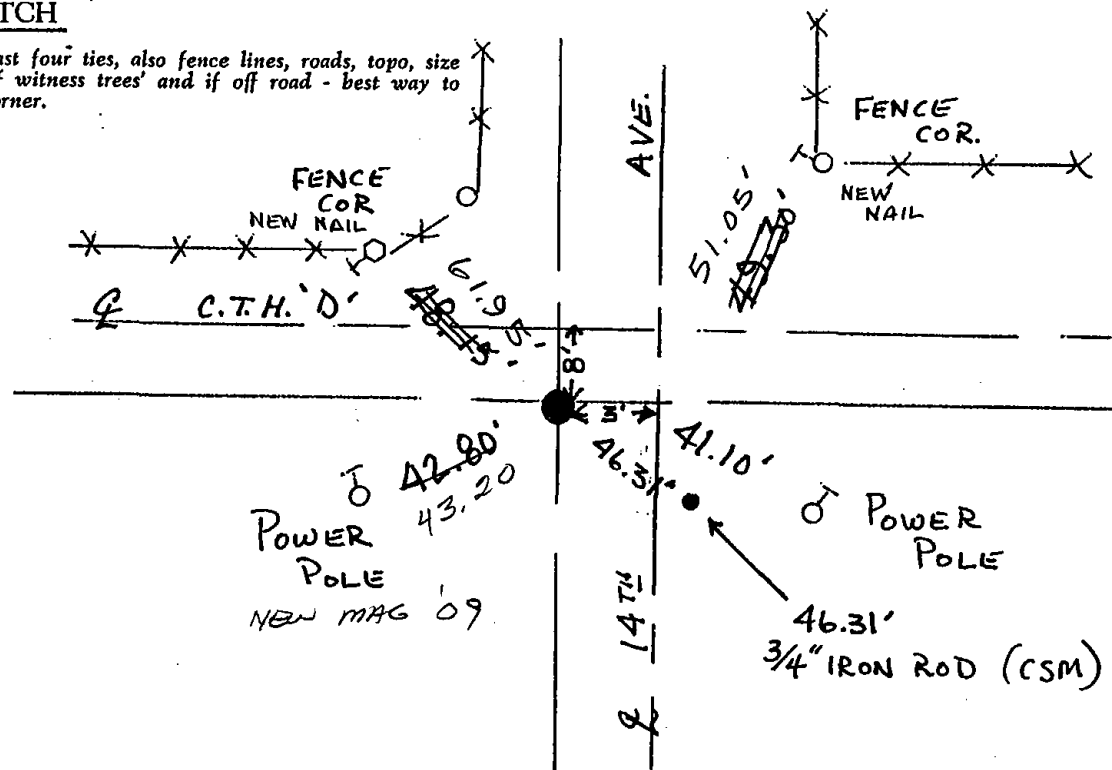 TCH
ast four ties, also fence lines, roads, topo, size
f witness trees' and if off road - best way to
orner.
AVE.
FENCE
COR.
NEW
NAIL
FENCE
COR
NEW NAIL
51.05'
61.95'
℄ C.T.H. 'D'
8'
3'
42.80'
43.20
46.31'
41.10'
POWER
POLE
NEW MAG '09
POWER
POLE
14TH
46.31'
3/4" IRON ROD (CSM)
℄